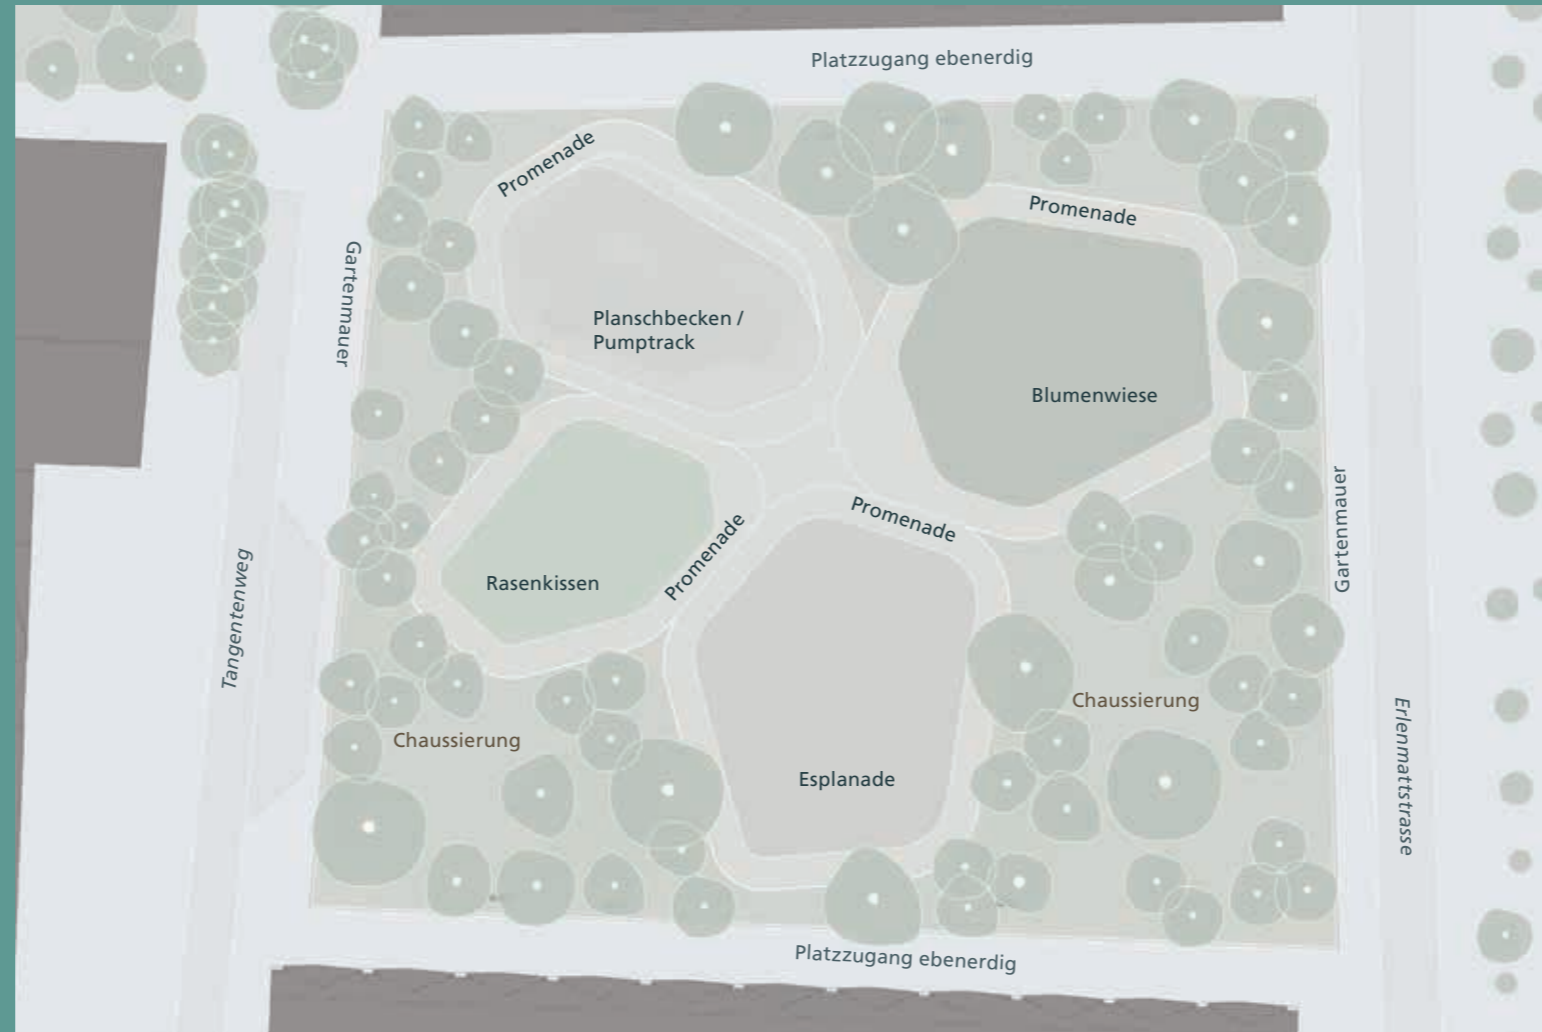 Platzzugang ebenerdig
Promenade
Promenade
Gartenmauer
Planschbecken /
Pumptrack
Blumenwiese
Promenade
Gartenmauer
Promenade
Rasenkissen
Tangentenweg
Chaussierung
Chaussierung
Erlenmattstrasse
Esplanade
Platzzugang ebenerdig